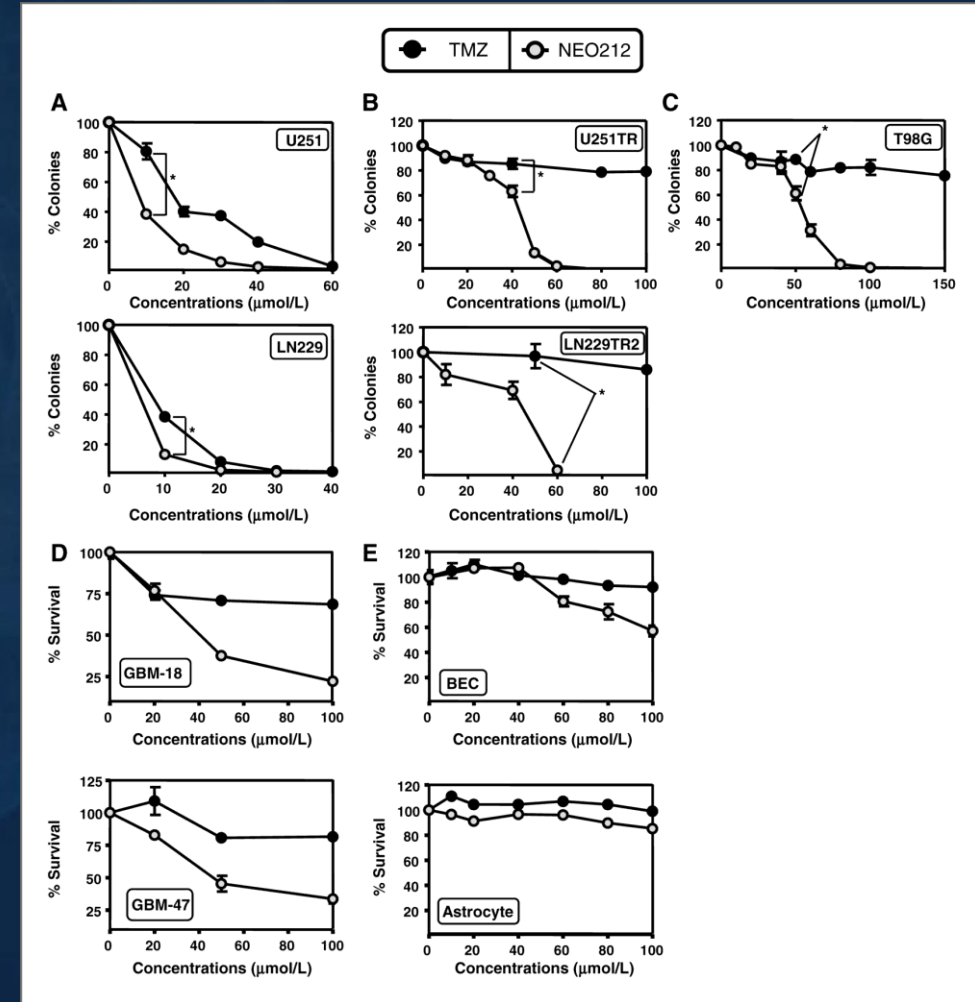 TMZ NEO212
A B C
U251
100
80
60
40
20
0 20 40 60
% Colonies
Concentrations (μmol/L)
*
U251TR
120
100
80
60
40
20
0 20 40 60 80 100
% Colonies
Concentrations (μmol/L)
*
T98G
120
100
80
60
40
20
0 50 100 150
% Colonies
Concentrations (μmol/L)
*
LN229
100
80
60
40
20
0 10 20 30 40
% Colonies
Concentrations (μmol/L)
*
LN229TR2
120
100
80
60
40
20
0 20 40 60 80 100
% Colonies
Concentrations (μmol/L)
*
D E
100
75
50
25
GBM-18
0 20 40 60 80 100
% Survival
Concentrations (μmol/L)
120
100
80
60
40
20
BEC
0 20 40 60 80 100
% Survival
Concentrations (μmol/L)
125
100
75
50
25
GBM-47
0 20 40 60 80 100
% Survival
Concentrations (μmol/L)
120
100
80
60
40
20
Astrocyte
0 20 40 60 80 100
% Survival
Concentrations (μmol/L)